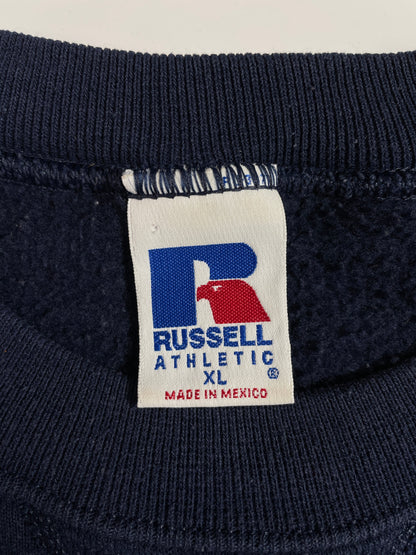 R
RUSSELL
ATHLETIC ®
XL
MADE IN MEXICO